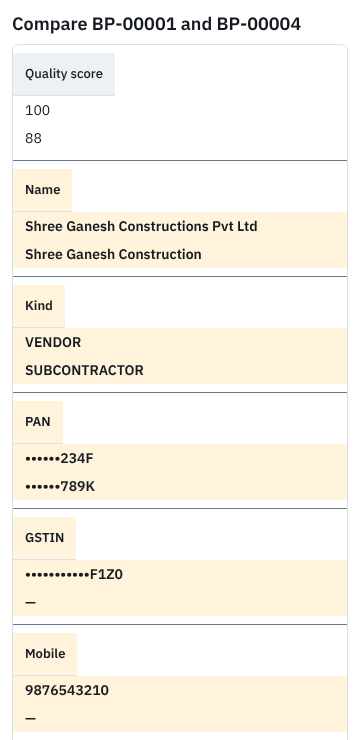 Compare BP-00001 and BP-00004
Quality score
100
88
Name
Shree Ganesh Constructions Pvt Ltd
Shree Ganesh Construction
Kind
VENDOR
SUBCONTRACTOR
PAN
••••••234F
••••••789K
GSTIN
•••••••••••F1Z0
—
Mobile
9876543210
—